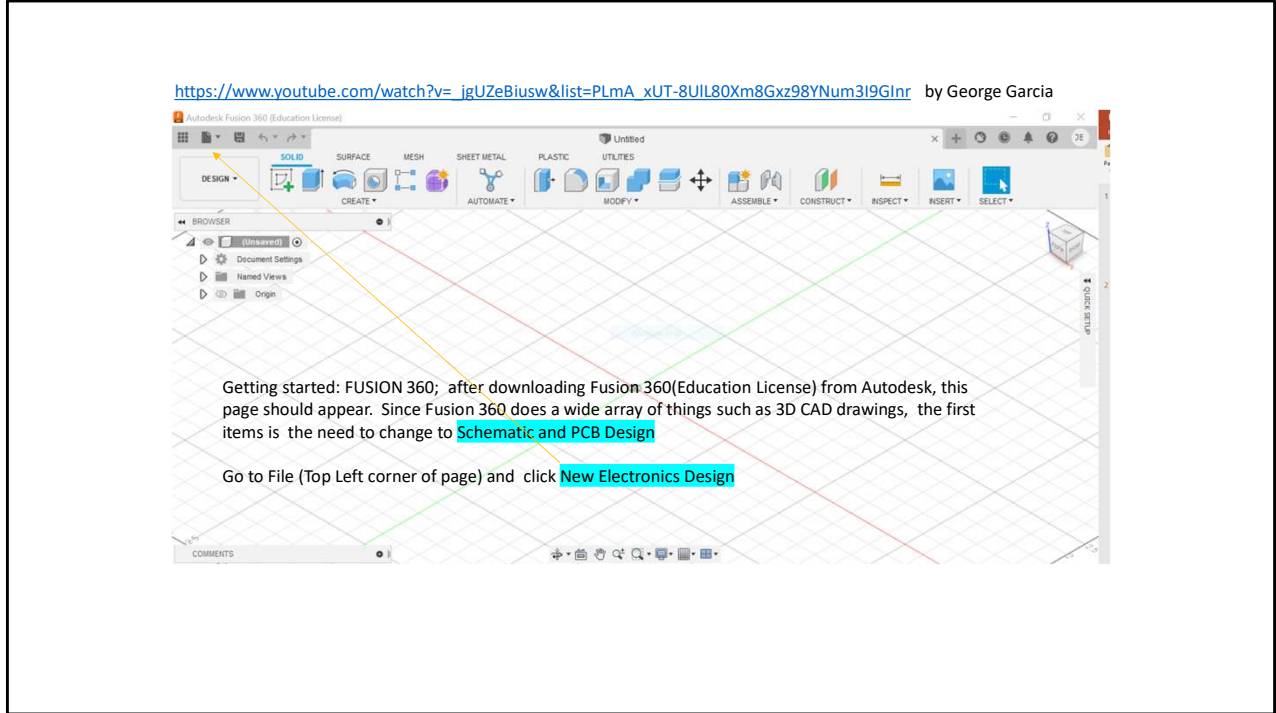 https://www.youtube.com/watch?v=_jgUZeBiusw&list=PLmA_xUT-8UlL80Xm8Gxz98YNum3I9GInr by George Garcia
Autodesk Fusion 360 (Education License)
Untitled
JE
SOLID SURFACE MESH SHEET METAL PLASTIC UTILITIES
DESIGN
CREATE AUTOMATE MODIFY ASSEMBLE CONSTRUCT INSPECT INSERT SELECT
BROWSER
(Unsaved)
Document Settings
Named Views
Origin
QUICK SETUP
Getting started: FUSION 360; after downloading Fusion 360(Education License) from Autodesk, this
page should appear. Since Fusion 360 does a wide array of things such as 3D CAD drawings, the first
items is the need to change to Schematic and PCB Design
Go to File (Top Left corner of page) and click New Electronics Design
COMMENTS